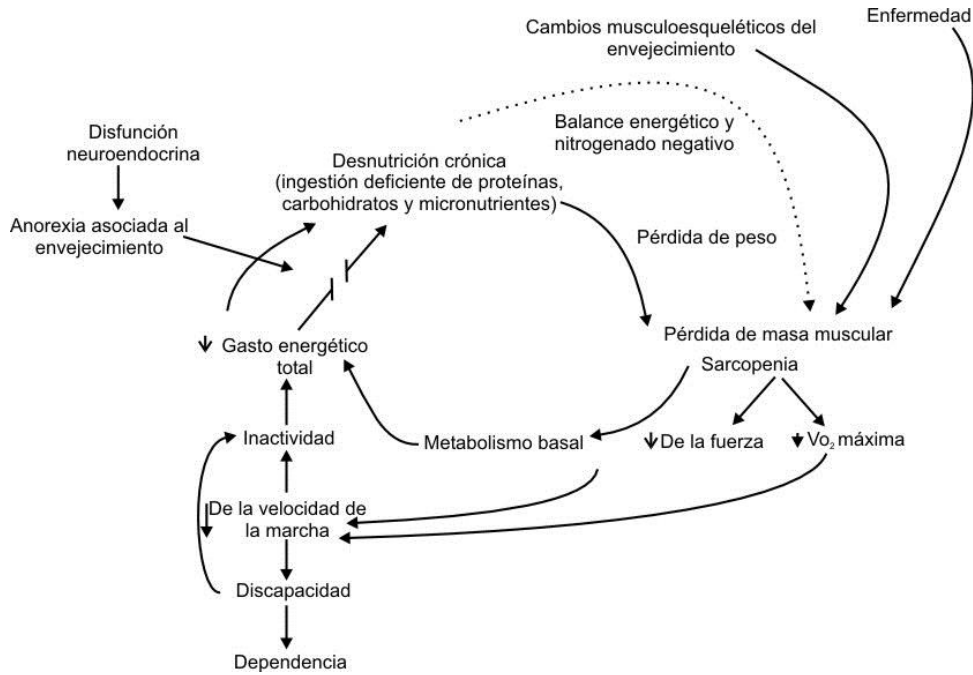 Enfermedad
Cambios musculoesqueléticos del
envejecimiento
Balance energético y
nitrogenado negativo
Disfunción
neuroendocrina
Desnutrición crónica
(ingestión deficiente de proteínas,
carbohidratos y micronutrientes)
Anorexia asociada al
envejecimiento
Pérdida de peso
Pérdida de masa muscular
Sarcopenia
Gasto energético
total
Inactividad
Metabolismo basal
De la fuerza
Vo₂ máxima
De la velocidad de
la marcha
Discapacidad
Dependencia